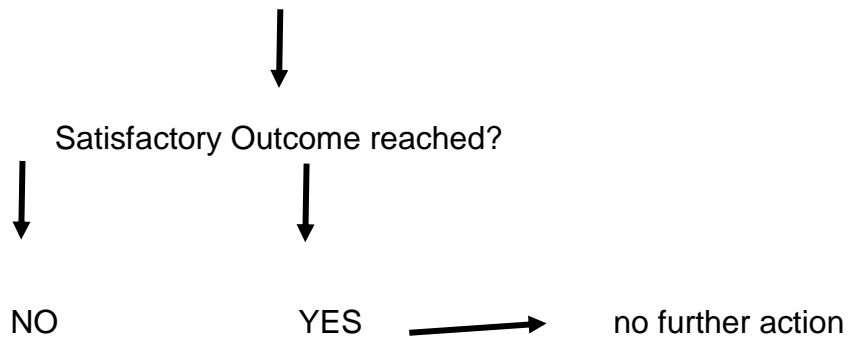 Satisfactory Outcome reached?
NO YES no further action